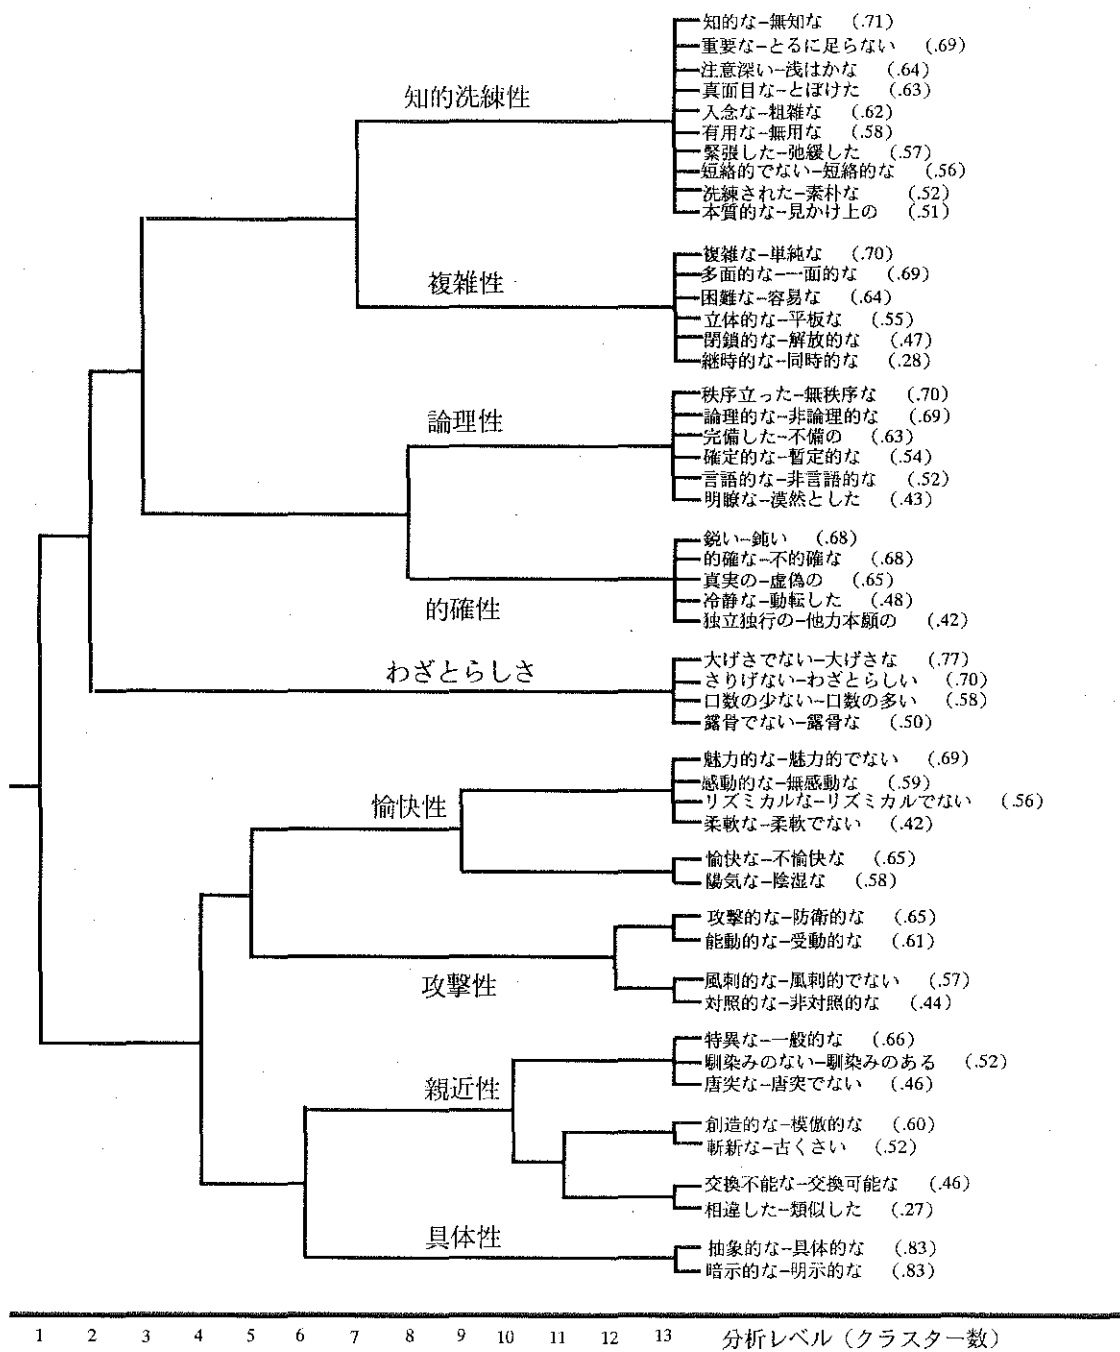 知的洗練性
知的な–無知な (.71)
重要な–とるに足らない (.69)
注意深い–浅はかな (.64)
真面目な–とぼけた (.63)
入念な–粗雑な (.62)
有用な–無用な (.58)
緊張した–弛緩した (.57)
短絡的でない–短絡的な (.56)
洗練された–素朴な (.52)
本質的な–見かけ上の (.51)
複雑性
複雑な–単純な (.70)
多面的な–一面的な (.69)
困難な–容易な (.64)
立体的な–平板な (.55)
閉鎖的な–解放的な (.47)
継時的な–同時的な (.28)
論理性
秩序立った–無秩序な (.70)
論理的な–非論理的な (.69)
完備した–不備の (.63)
確定的な–暫定的な (.54)
言語的な–非言語的な (.52)
明瞭な–漠然とした (.43)
的確性
鋭い–鈍い (.68)
的確な–不的確な (.68)
真実の–虚偽の (.65)
冷静な–動転した (.48)
独立独行の–他力本願の (.42)
わざとらしさ
大げさでない–大げさな (.77)
さりげない–わざとらしい (.70)
口数の少ない–口数の多い (.58)
露骨でない–露骨な (.50)
愉快性
魅力的な–魅力的でない (.69)
感動的な–無感動な (.59)
リズミカルな–リズミカルでない (.56)
柔軟な–柔軟でない (.42)
愉快な–不愉快な (.65)
陽気な–陰湿な (.58)
攻撃性
攻撃的な–防衛的な (.65)
能動的な–受動的な (.61)
風刺的な–風刺的でない (.57)
対照的な–非対照的な (.44)
親近性
特異な–一般的な (.66)
馴染みのない–馴染みのある (.52)
唐突な–唐突でない (.46)
創造的な–模倣的な (.60)
斬新な–古くさい (.52)
交換不能な–交換可能な (.46)
相違した–類似した (.27)
具体性
抽象的な–具体的な (.83)
暗示的な–明示的な (.83)
1 2 3 4 5 6 7 8 9 10 11 12 13 分析レベル（クラスター数）